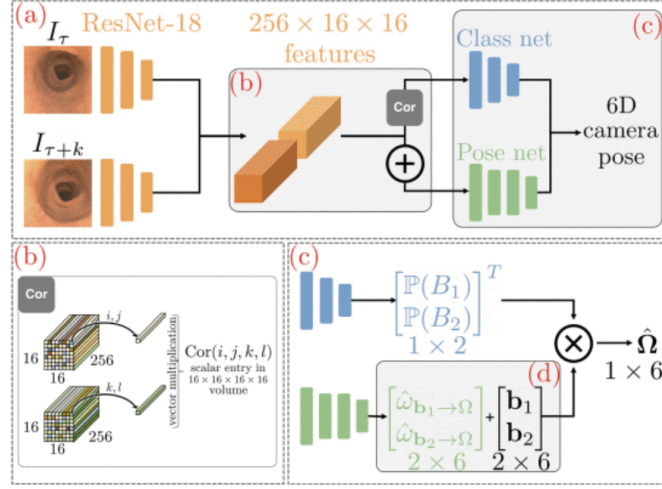 (a)
I_τ
ResNet-18
256 × 16 × 16
features
(c)
Class net
(b)
Cor
I_{τ+k}
+
Pose net
6D
camera
pose
(b)
Cor
i, j
16
16
256
k, l
16
16
256
vector multiplication
Cor(i, j, k, l)
scalar entry in
16 × 16 × 16 × 16
volume
(c)
[ℙ(B₁)
ℙ(B₂)]^T
1 × 2
(d)
[ω̂_{b₁→Ω}
ω̂_{b₂→Ω}]
2 × 6
+
[b₁
b₂]
2 × 6
×
Ω̂
1 × 6